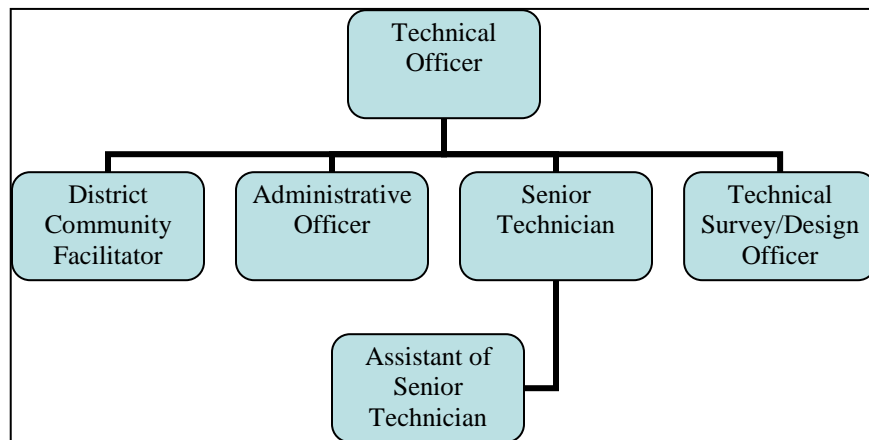 Technical
Officer
District
Community
Facilitator
Administrative
Officer
Senior
Technician
Technical
Survey/Design
Officer
Assistant of
Senior
Technician